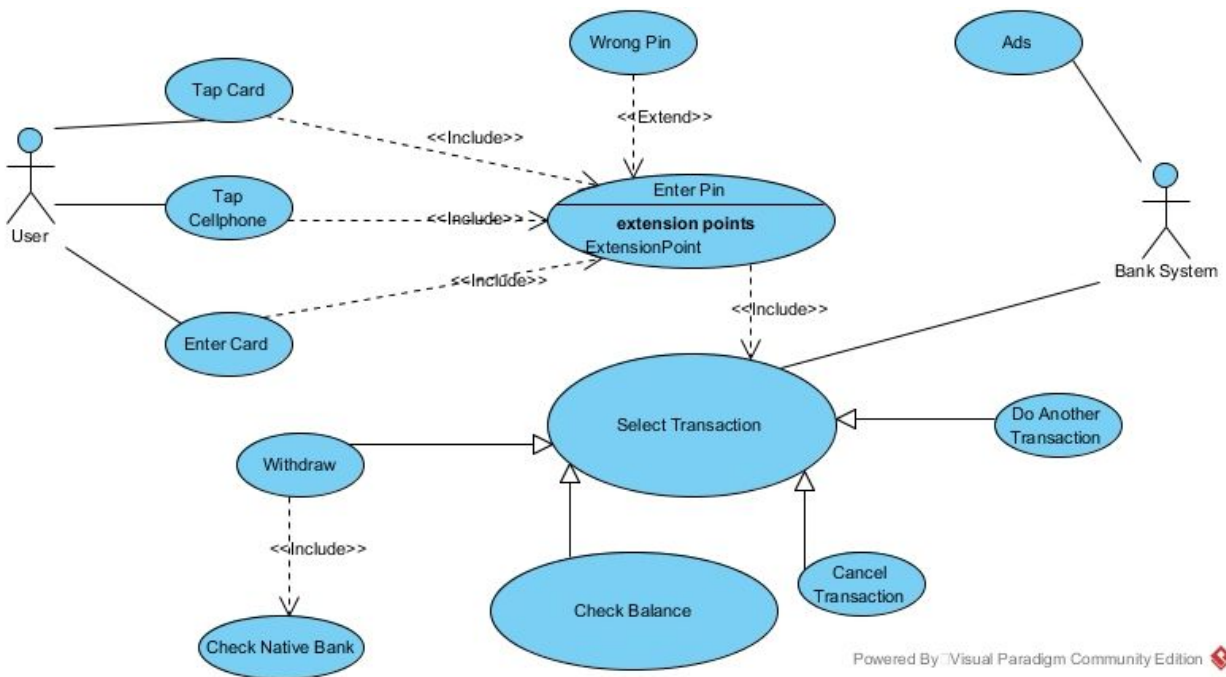 Wrong Pin
Ads
Tap Card
<<Include>>
<<Extend>>
Enter Pin
Tap
Cellphone
<<Include>>
extension points
ExtensionPoint
User
Bank System
<<Include>>
<<Include>>
Enter Card
Select Transaction
Do Another
Transaction
Withdraw
<<Include>>
Cancel
Transaction
Check Balance
Check Native Bank
Powered By Visual Paradigm Community Edition